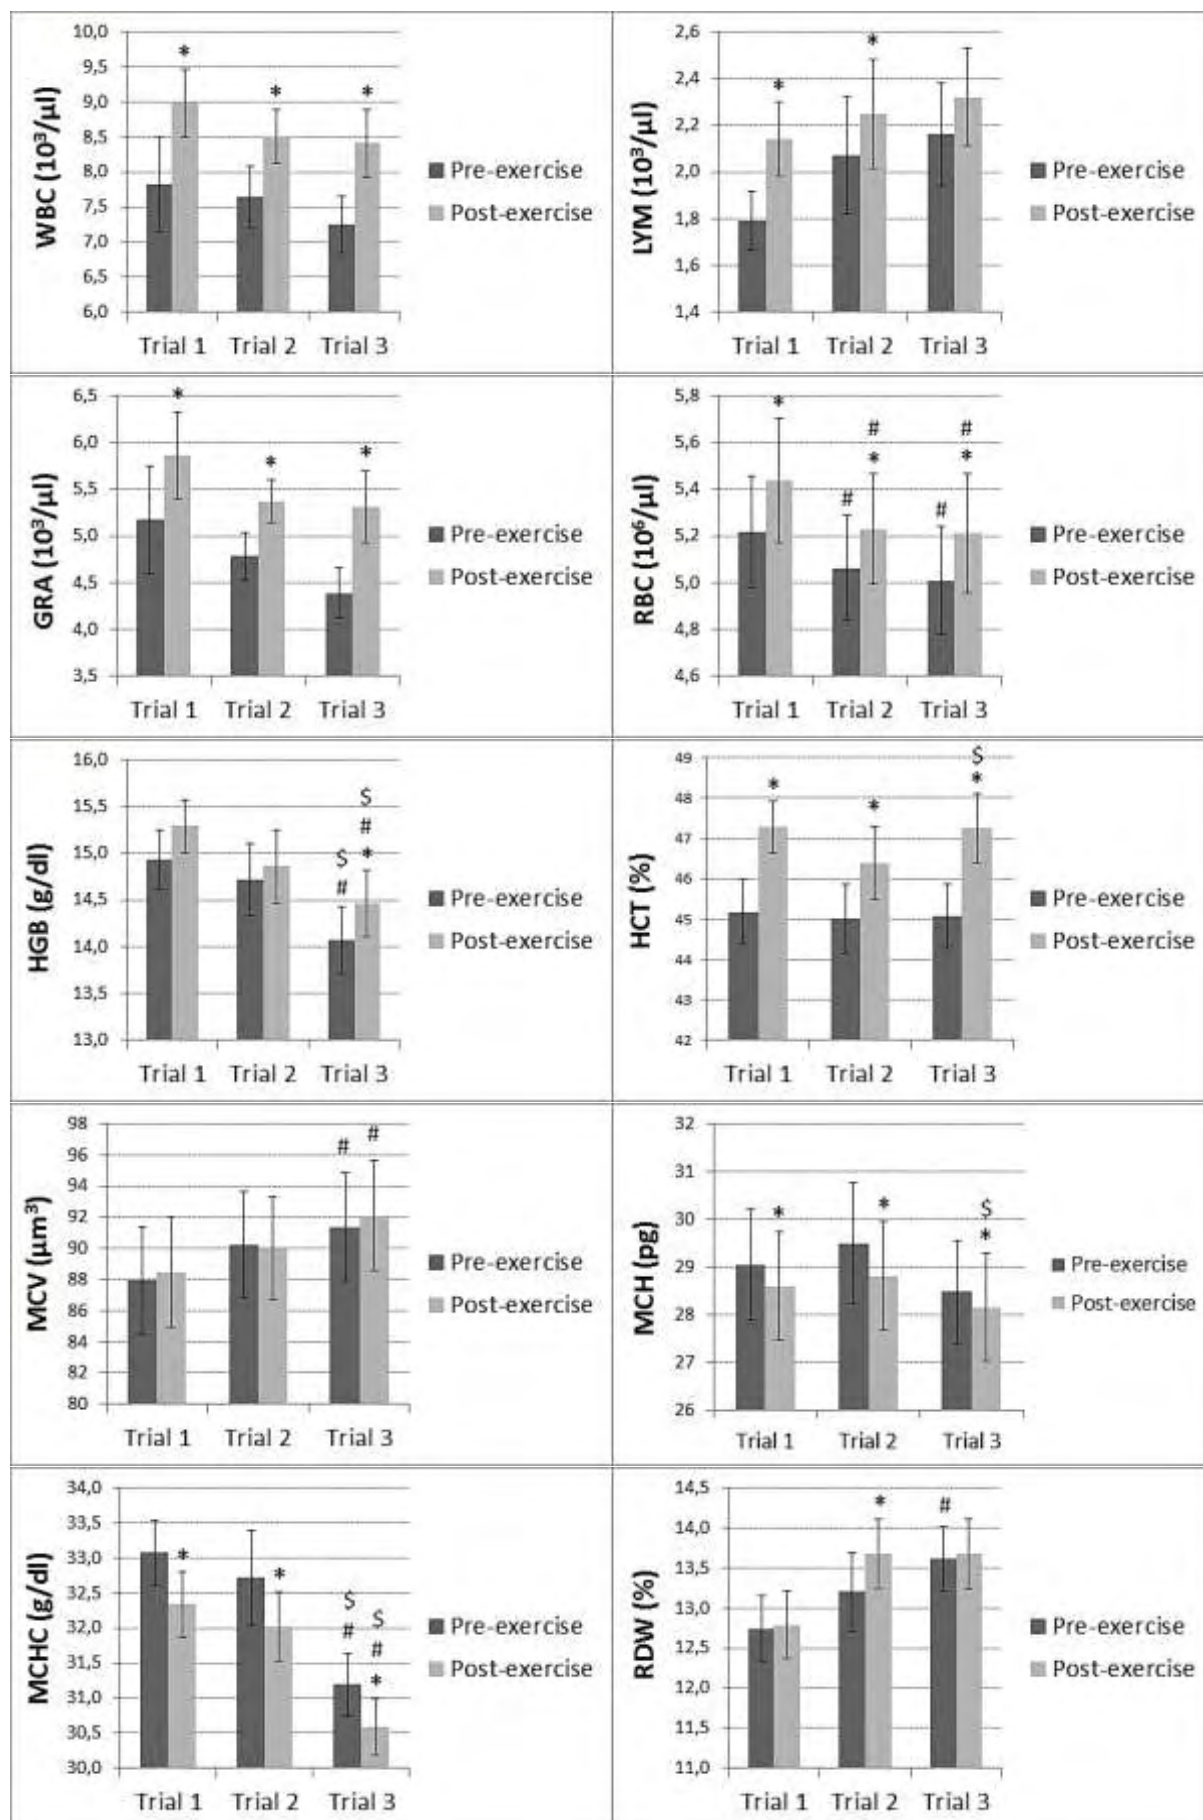 WBC (10³/µl)
10,0
9,5
9,0
8,5
8,0
7,5
7,0
6,5
6,0
* * *
Trial 1 Trial 2 Trial 3
Pre-exercise
Post-exercise
LYM (10³/µl)
2,6
2,4
2,2
2,0
1,8
1,6
1,4
* *
Trial 1 Trial 2 Trial 3
Pre-exercise
Post-exercise
GRA (10³/µl)
6,5
6,0
5,5
5,0
4,5
4,0
3,5
* * *
Trial 1 Trial 2 Trial 3
Pre-exercise
Post-exercise
RBC (10⁶/µl)
5,8
5,6
5,4
5,2
5,0
4,8
4,6
# #
* * *
# #
Trial 1 Trial 2 Trial 3
Pre-exercise
Post-exercise
HGB (g/dl)
16,0
15,5
15,0
14,5
14,0
13,5
13,0
$
#
$ *
#
Trial 1 Trial 2 Trial 3
Pre-exercise
Post-exercise
HCT (%)
49
48
47
46
45
44
43
42
$
* * *
Trial 1 Trial 2 Trial 3
Pre-exercise
Post-exercise
MCV (µm³)
98
96
94
92
90
88
86
84
82
80
# #
Trial 1 Trial 2 Trial 3
Pre-exercise
Post-exercise
MCH (pg)
32
31
30
29
28
27
26
$
* * *
Trial 1 Trial 2 Trial 3
Pre-exercise
Post-exercise
MCHC (g/dl)
34,0
33,5
33,0
32,5
32,0
31,5
31,0
30,5
30,0
* *
$ $
# #
*
Trial 1 Trial 2 Trial 3
Pre-exercise
Post-exercise
RDW (%)
14,5
14,0
13,5
13,0
12,5
12,0
11,5
11,0
* #
Trial 1 Trial 2 Trial 3
Pre-exercise
Post-exercise